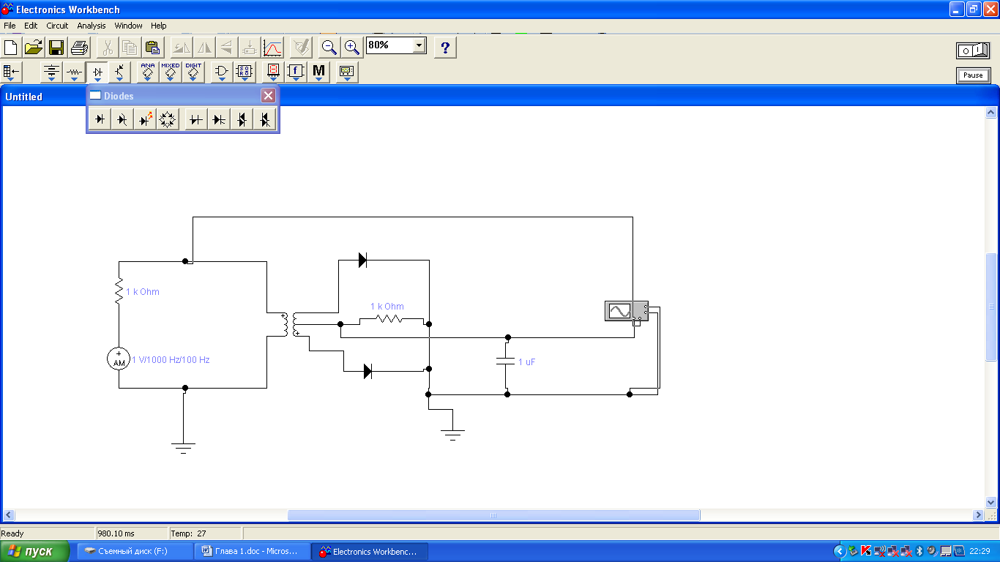 Electronics Workbench
File Edit Circuit Analysis Window Help
80%
?
ANA MIXED DIGIT
f M
Pause
Untitled
Diodes
1 k Ohm
1 k Ohm
AM
1 V/1000 Hz/100 Hz
1 uF
Ready 980.10 ms Temp: 27
пуск Съемный диск (F:) Глава 1.doc - Micros... Electronics Workbenc... 22:29